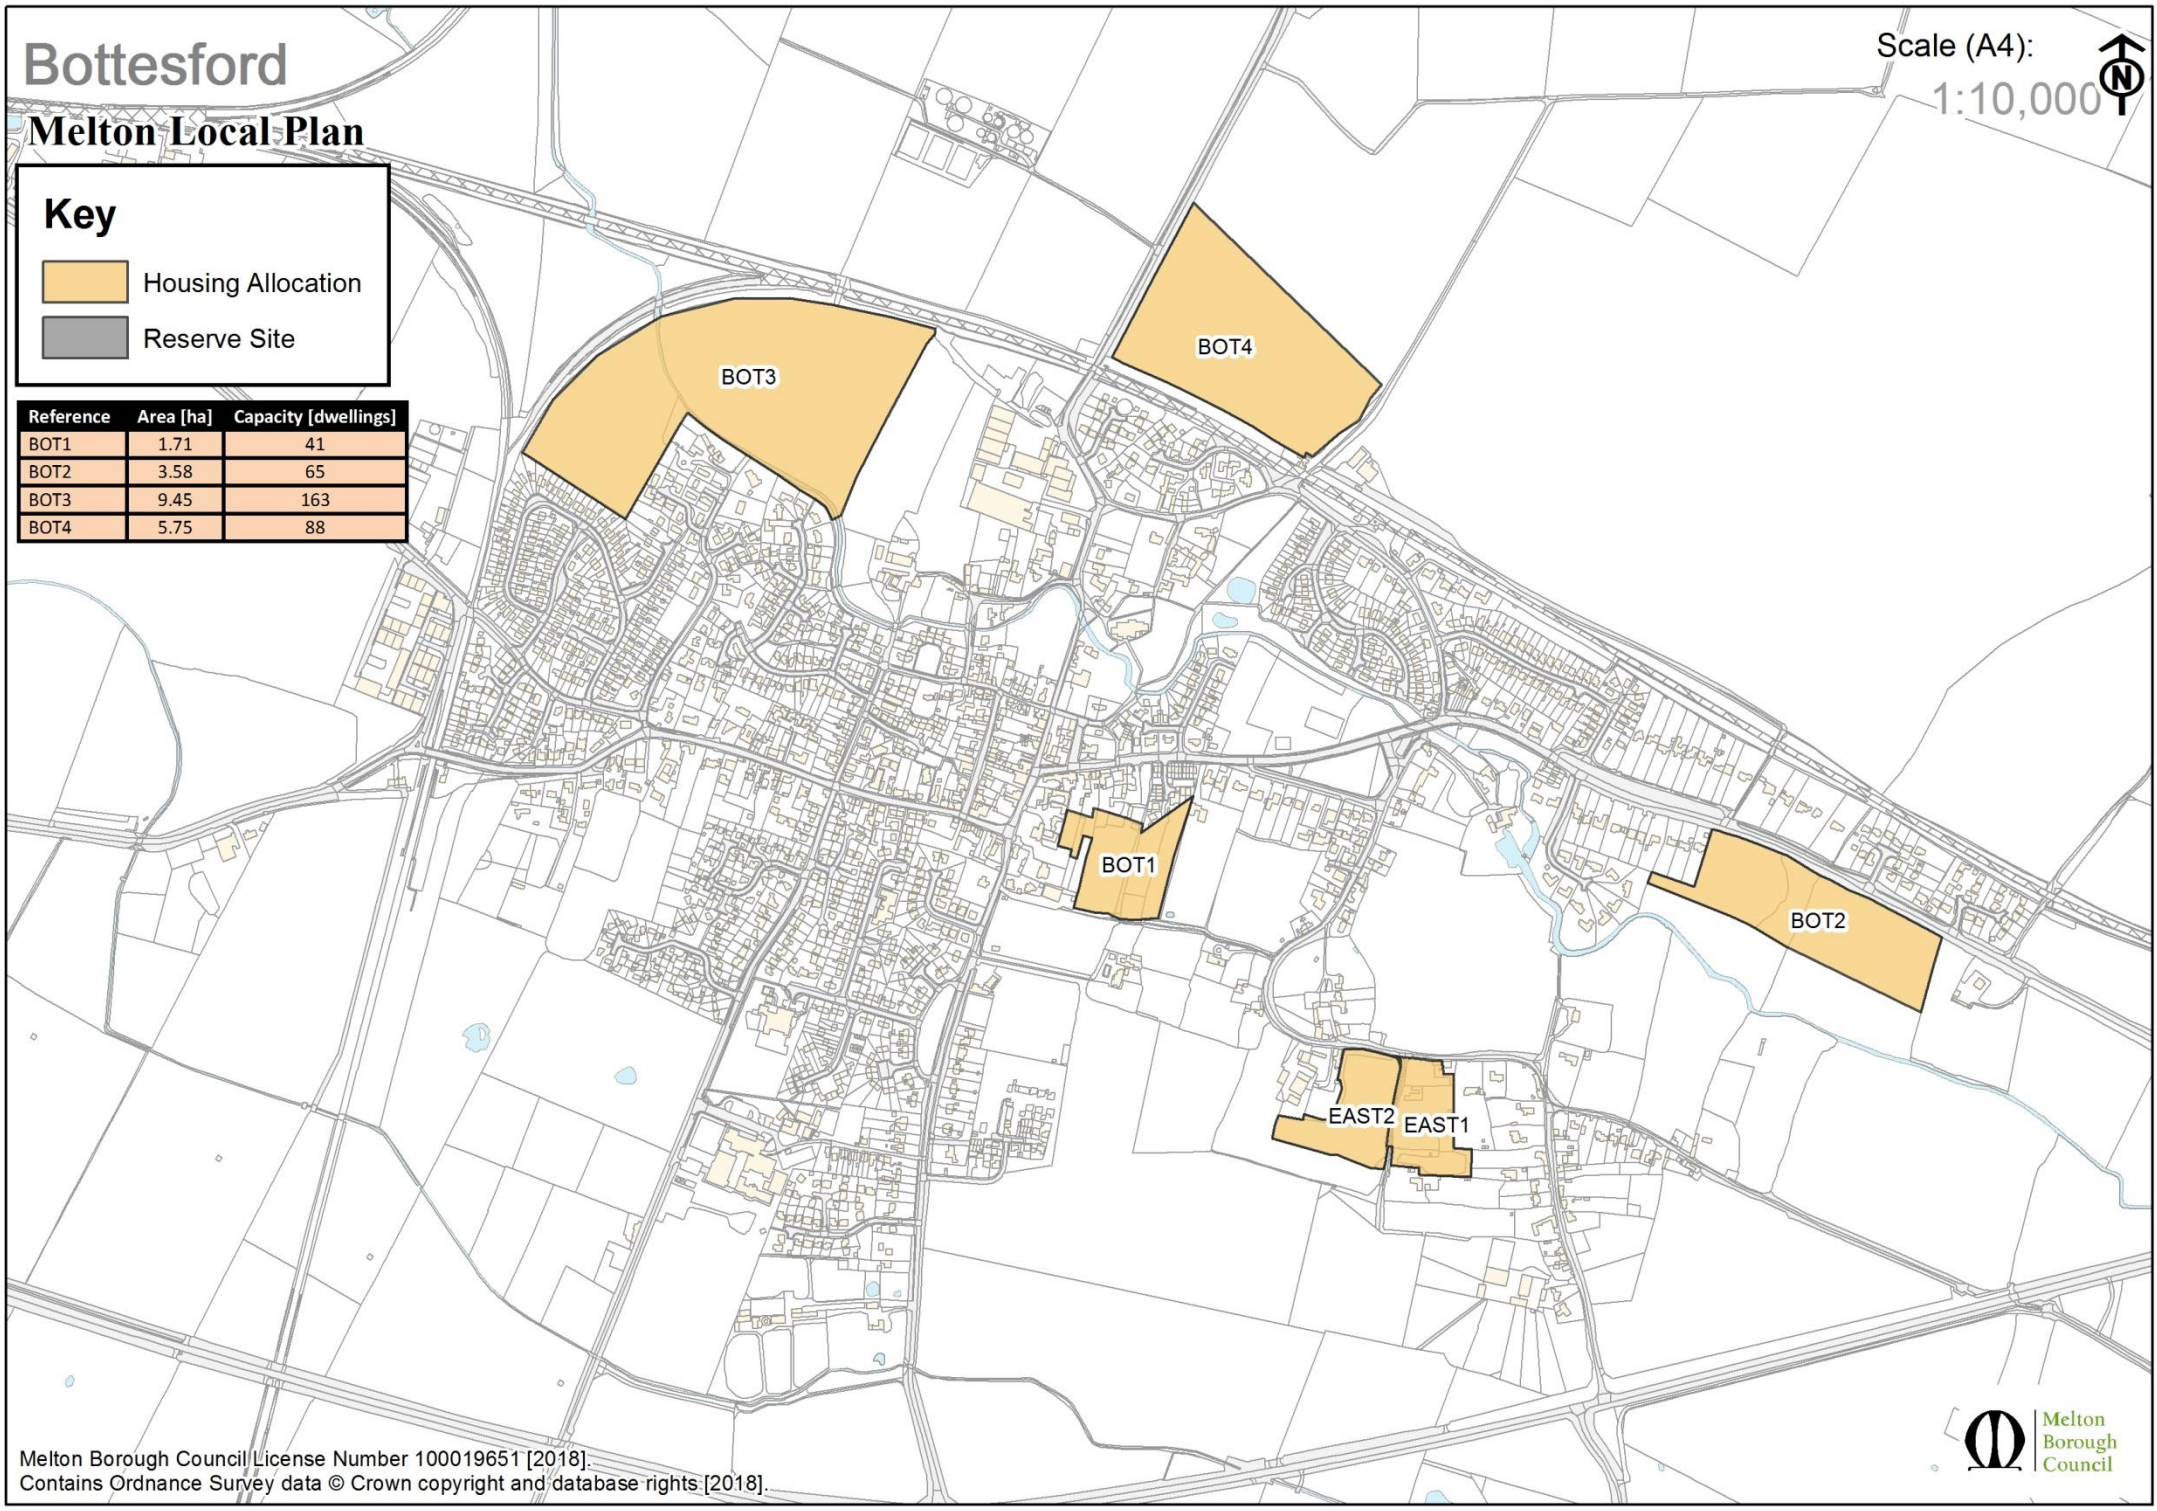 Bottesford
Melton Local Plan
Scale (A4):
1:10,000
N
Key
Housing Allocation
Reserve Site
Reference Area [ha] Capacity [dwellings]
BOT1 1.71 41
BOT2 3.58 65
BOT3 9.45 163
BOT4 5.75 88
BOT4
BOT3
BOT1
BOT2
EAST2
EAST1
Melton Borough Council License Number 100019651 [2018].
Contains Ordnance Survey data © Crown copyright and database rights [2018].
Melton
Borough
Council